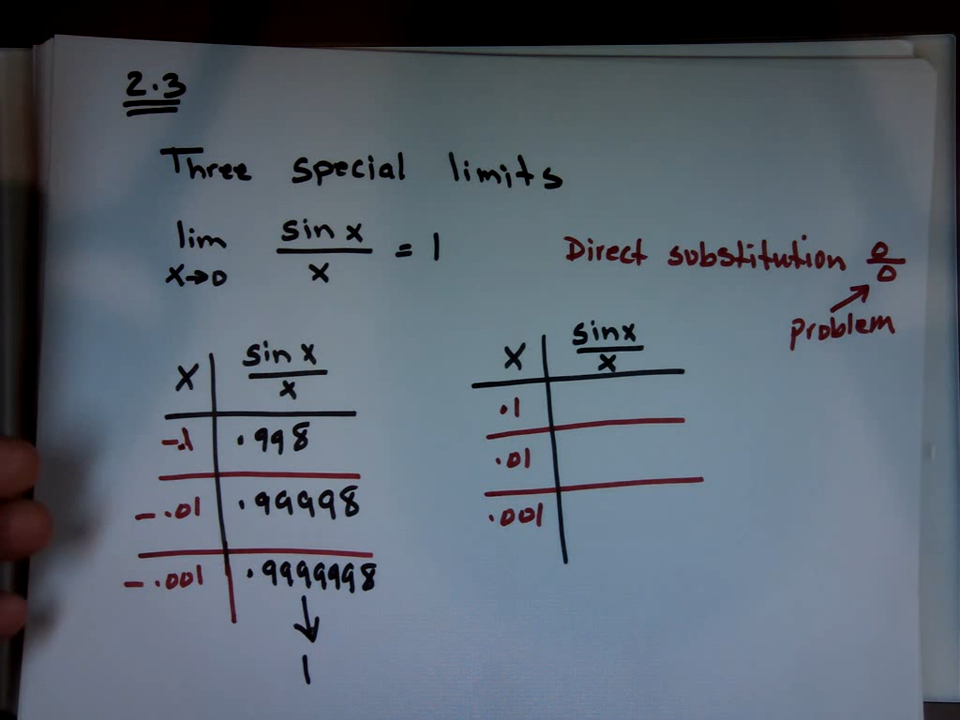 2.3
Three special limits
lim x→0 sin x / x = 1
Direct substitution 0/0
problem
x | sin x / x
-.1 | .998
-.01 | .99998
-.001 | .9999998
↓
1
x | sin x / x
.1
.01
.001